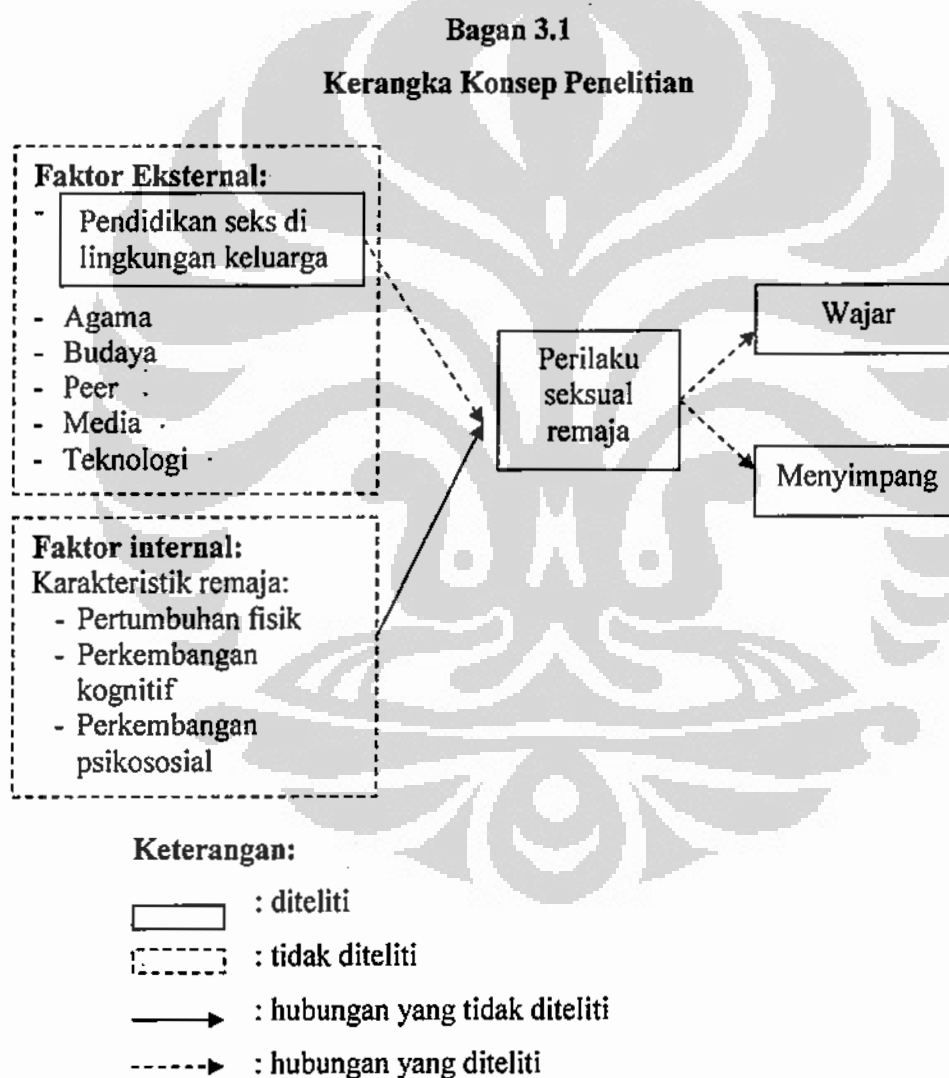 Bagan 3.1
Kerangka Konsep Penelitian
Faktor Eksternal:
- Pendidikan seks di
lingkungan keluarga
- Agama
- Budaya
- Peer
- Media
- Teknologi
Faktor internal:
Karakteristik remaja:
- Pertumbuhan fisik
- Perkembangan
kognitif
- Perkembangan
psikososial
Perilaku
seksual
remaja
Wajar
Menyimpang
Keterangan:
: diteliti
: tidak diteliti
: hubungan yang tidak diteliti
: hubungan yang diteliti